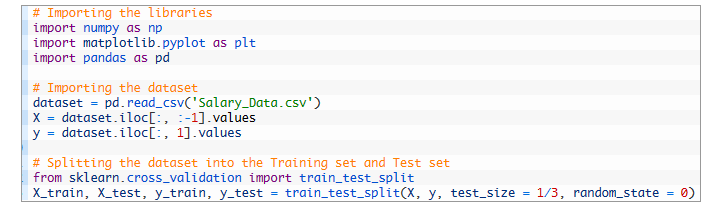 # Importing the libraries
import numpy as np
import matplotlib.pyplot as plt
import pandas as pd
# Importing the dataset
dataset = pd.read_csv('Salary_Data.csv')
X = dataset.iloc[:, :-1].values
y = dataset.iloc[:, 1].values
# Splitting the dataset into the Training set and Test set
from sklearn.cross_validation import train_test_split
X_train, X_test, y_train, y_test = train_test_split(X, y, test_size = 1/3, random_state = 0)